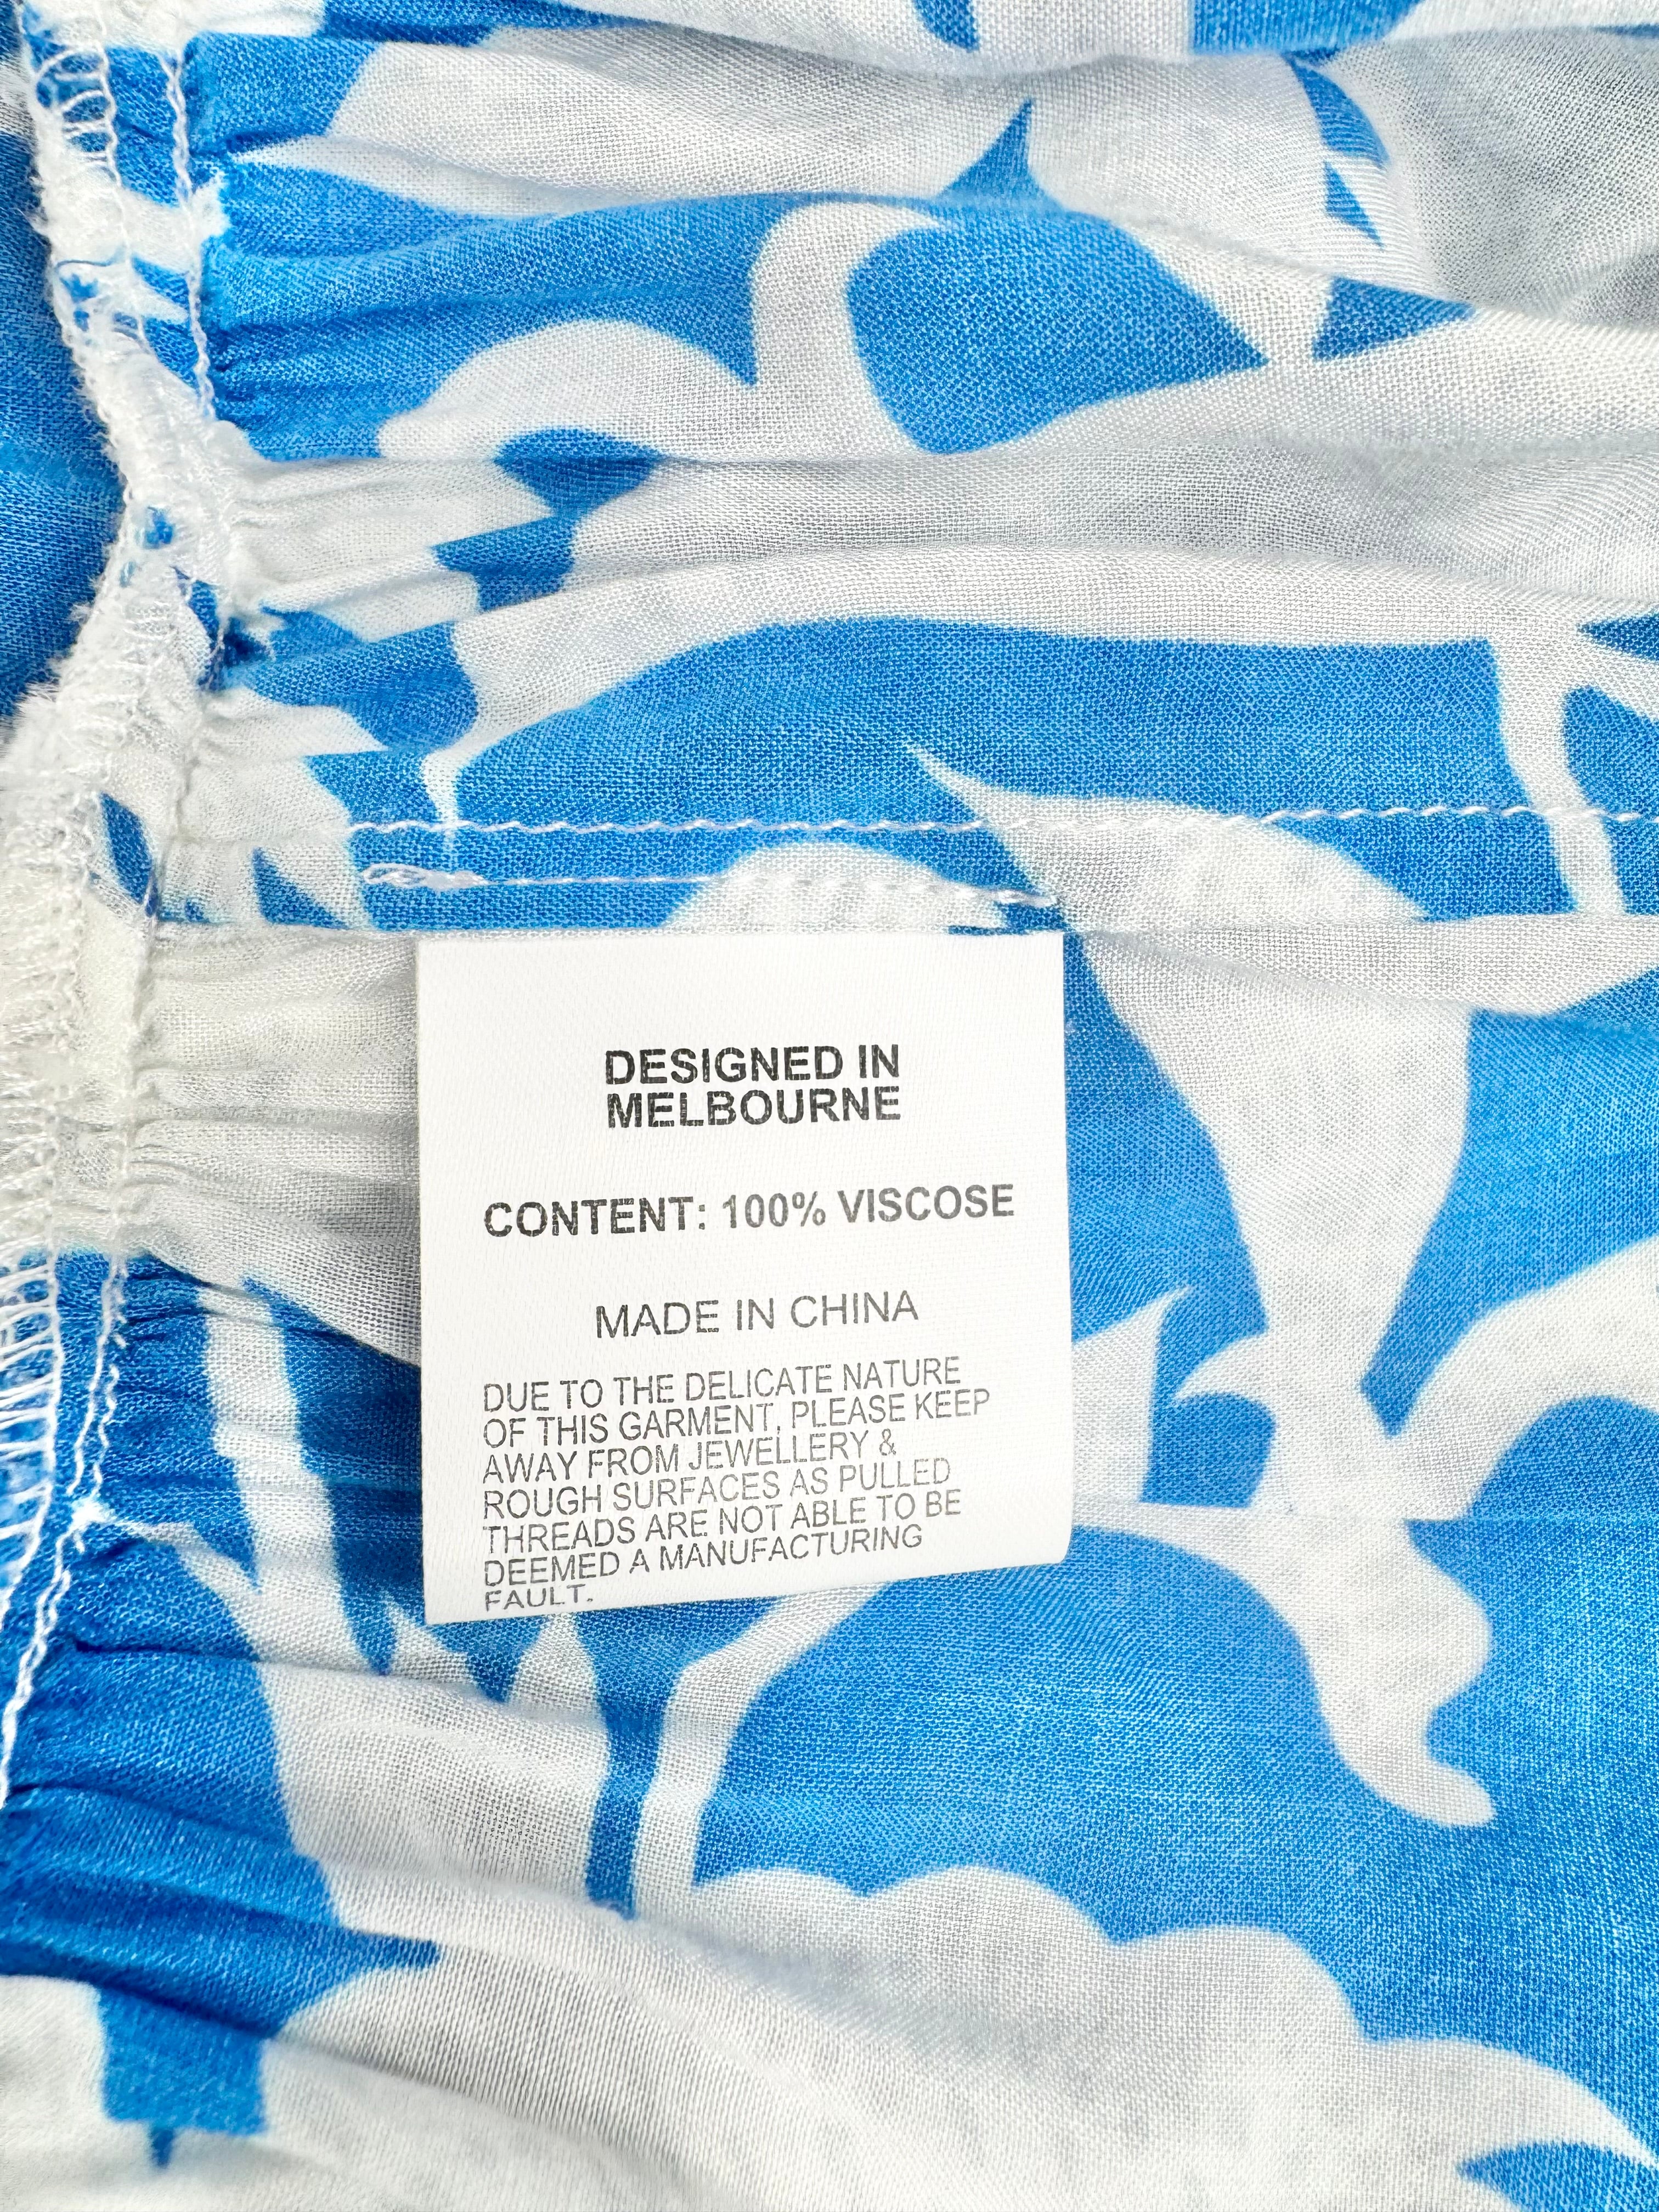 DESIGNED IN
MELBOURNE
CONTENT: 100% VISCOSE
MADE IN CHINA
DUE TO THE DELICATE NATURE
OF THIS GARMENT, PLEASE KEEP
AWAY FROM JEWELLERY &
ROUGH SURFACES AS PULLED
THREADS ARE NOT ABLE TO BE
DEEMED A MANUFACTURING
FAULT.